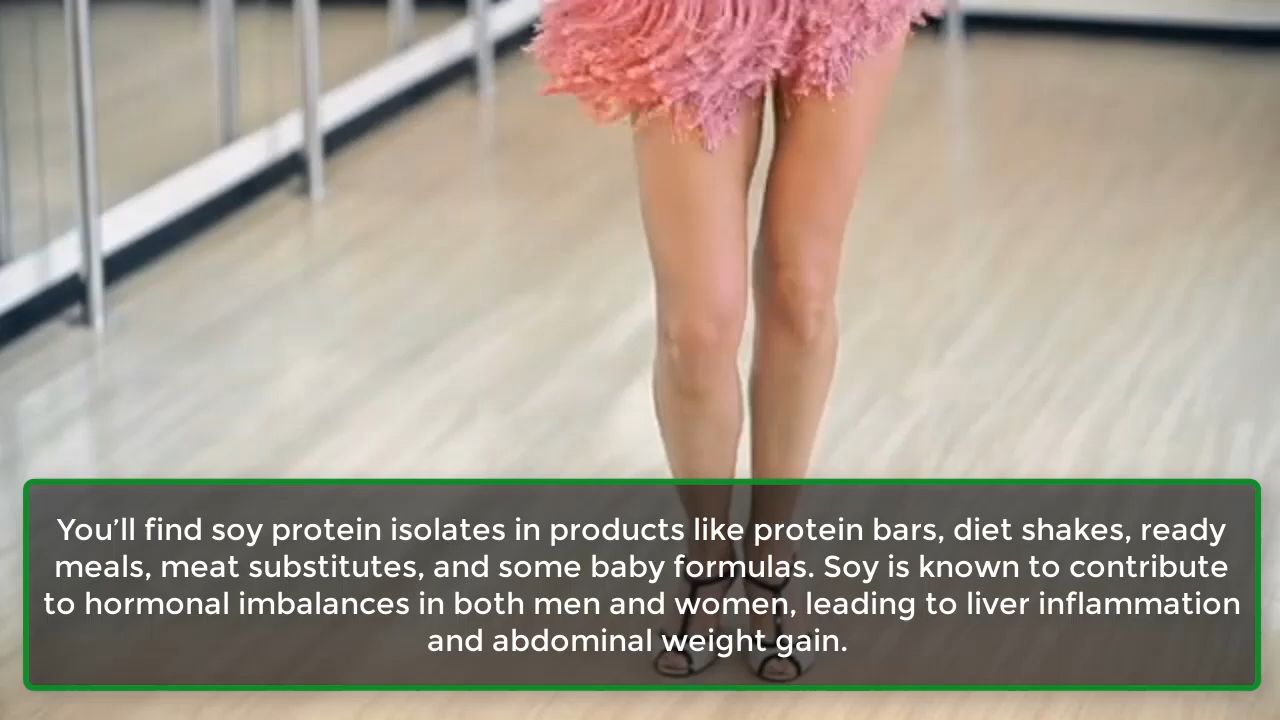 You’ll find soy protein isolates in products like protein bars, diet shakes, ready
meals, meat substitutes, and some baby formulas. Soy is known to contribute
to hormonal imbalances in both men and women, leading to liver inflammation
and abdominal weight gain.